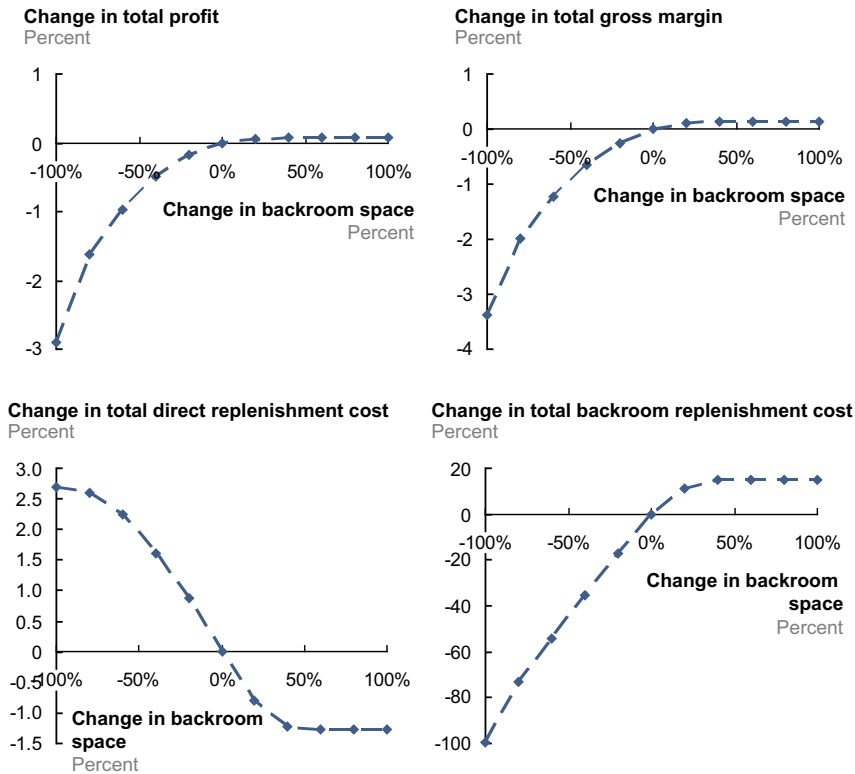 Change in total profit
Percent
1
0
-100%
-50%
0%
50%
100%
-1
Change in backroom space
Percent
-2
-3
Change in total gross margin
Percent
1
0
-100%
-50%
0%
50%
100%
-1
Change in backroom space
Percent
-2
-3
-4
Change in total direct replenishment cost
Percent
3.0
2.5
2.0
1.5
1.0
0.5
0
-0.5
-100%
-50%
0%
50%
100%
-1.0
Change in backroom
space
-1.5
Percent
Change in total backroom replenishment cost
Percent
20
0
-100%
-50%
0%
50%
100%
-20
Change in backroom
space
Percent
-40
-60
-80
-100